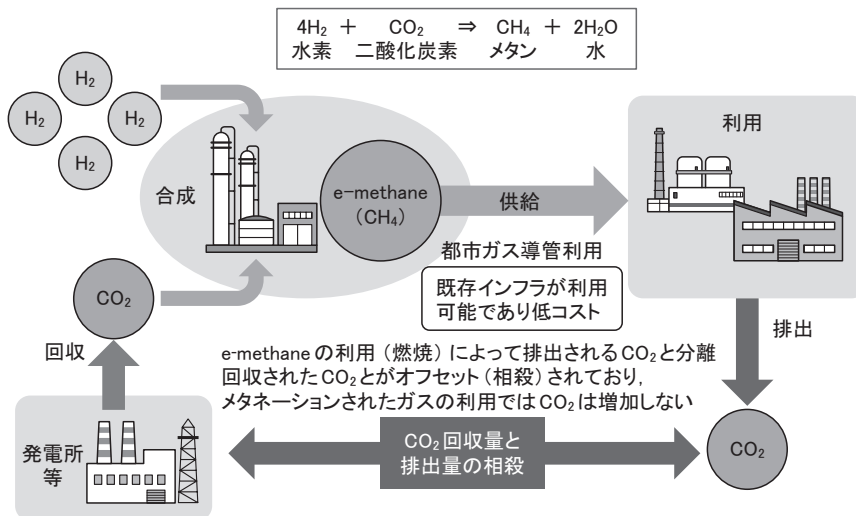 4H₂ + CO₂ ⇒ CH₄ + 2H₂O
水素 二酸化炭素 メタン 水
H₂
H₂
H₂
H₂
合成
e-methane
(CH₄)
供給
利用
都市ガス導管利用
既存インフラが利用
可能であり低コスト
CO₂
回収
排出
e-methaneの利用(燃焼)によって排出されるCO₂と分離
回収されたCO₂とがオフセット(相殺)されており,
メタネーションされたガスの利用ではCO₂は増加しない
発電所
等
CO₂回収量と
排出量の相殺
CO₂